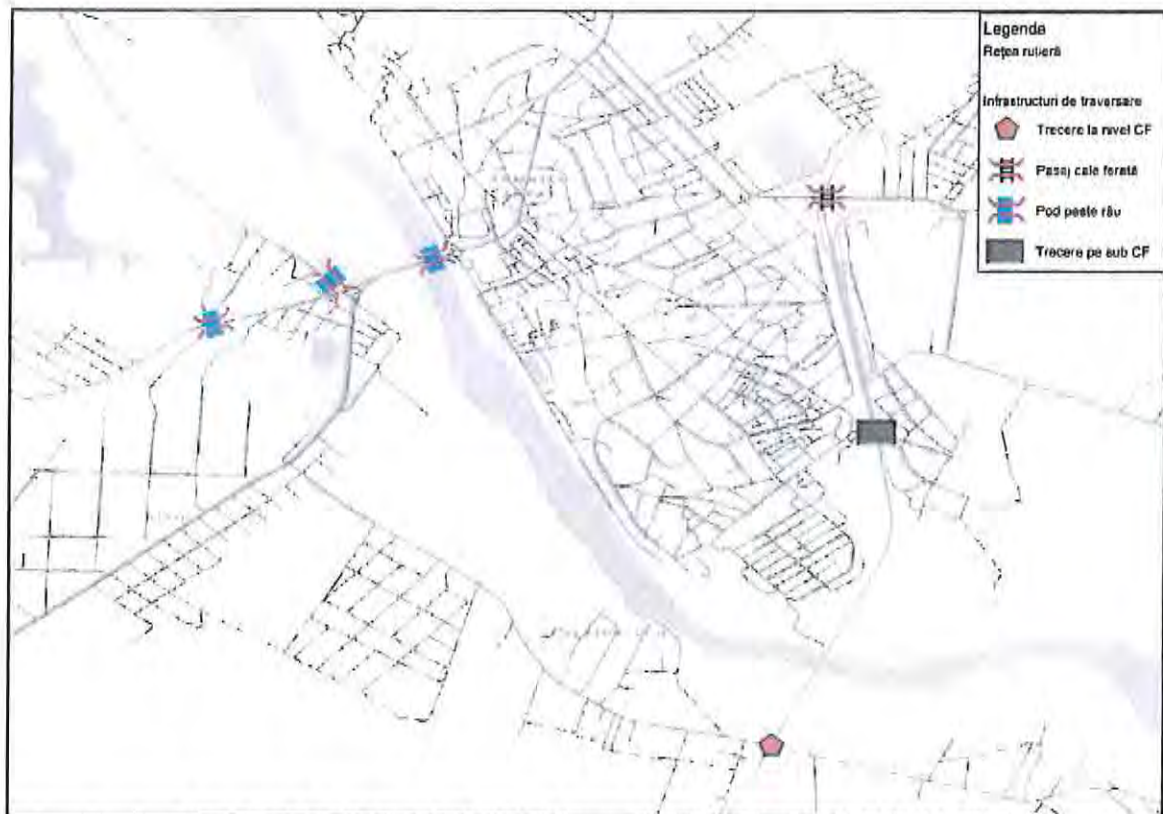 Legenda
Rețea rutieră
Infrastructuri de traversare
Trecere la nivel CF
Pasaj cale ferată
Pod peste râu
Trecere pe sub CF